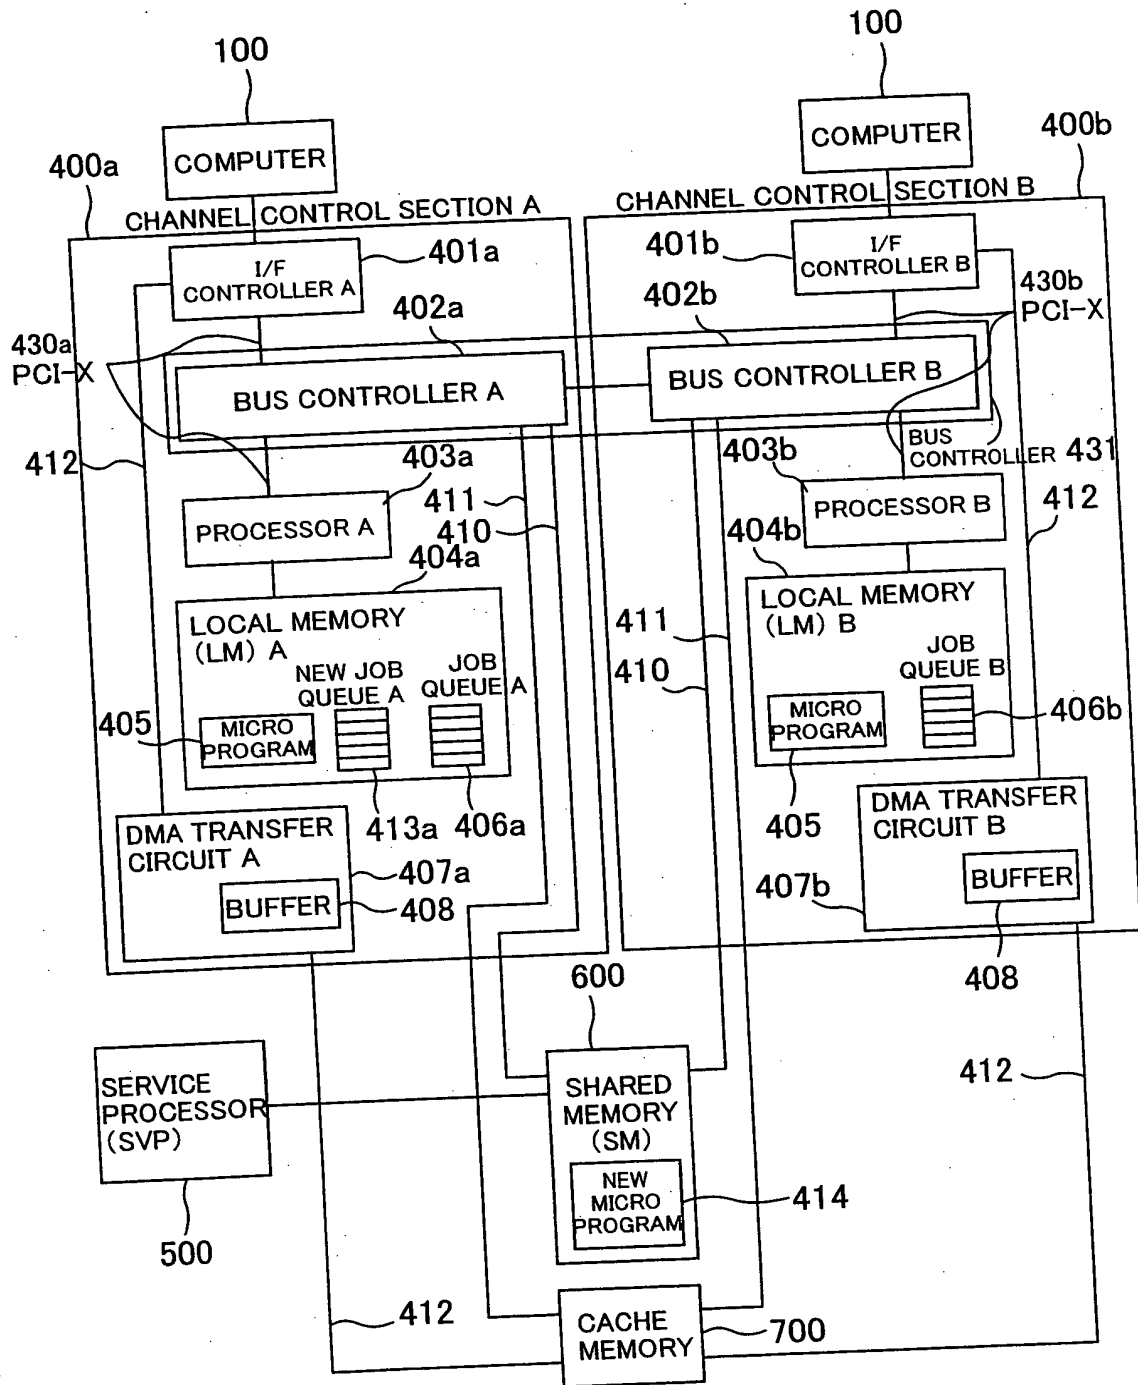 100
100
COMPUTER
COMPUTER
400a
400b
CHANNEL CONTROL SECTION A
CHANNEL CONTROL SECTION B
I/F
CONTROLLER A
401a
401b
I/F
CONTROLLER B
402a
402b
430a
PCI-X
430b
PCI-X
BUS CONTROLLER A
BUS CONTROLLER B
412
403a
403b
BUS
CONTROLLER 431
411
410
PROCESSOR A
PROCESSOR B
412
404a
404b
LOCAL MEMORY
(LM) A
LOCAL MEMORY
(LM) B
411
410
NEW JOB
QUEUE A
JOB
QUEUE A
JOB
QUEUE B
405
MICRO
PROGRAM
MICRO
PROGRAM
406b
413a
406a
405
DMA TRANSFER
CIRCUIT A
DMA TRANSFER
CIRCUIT B
407a
407b
BUFFER
408
BUFFER
408
600
SERVICE
PROCESSOR
(SVP)
SHARED
MEMORY
(SM)
412
NEW
MICRO
PROGRAM
414
500
412
CACHE
MEMORY
700